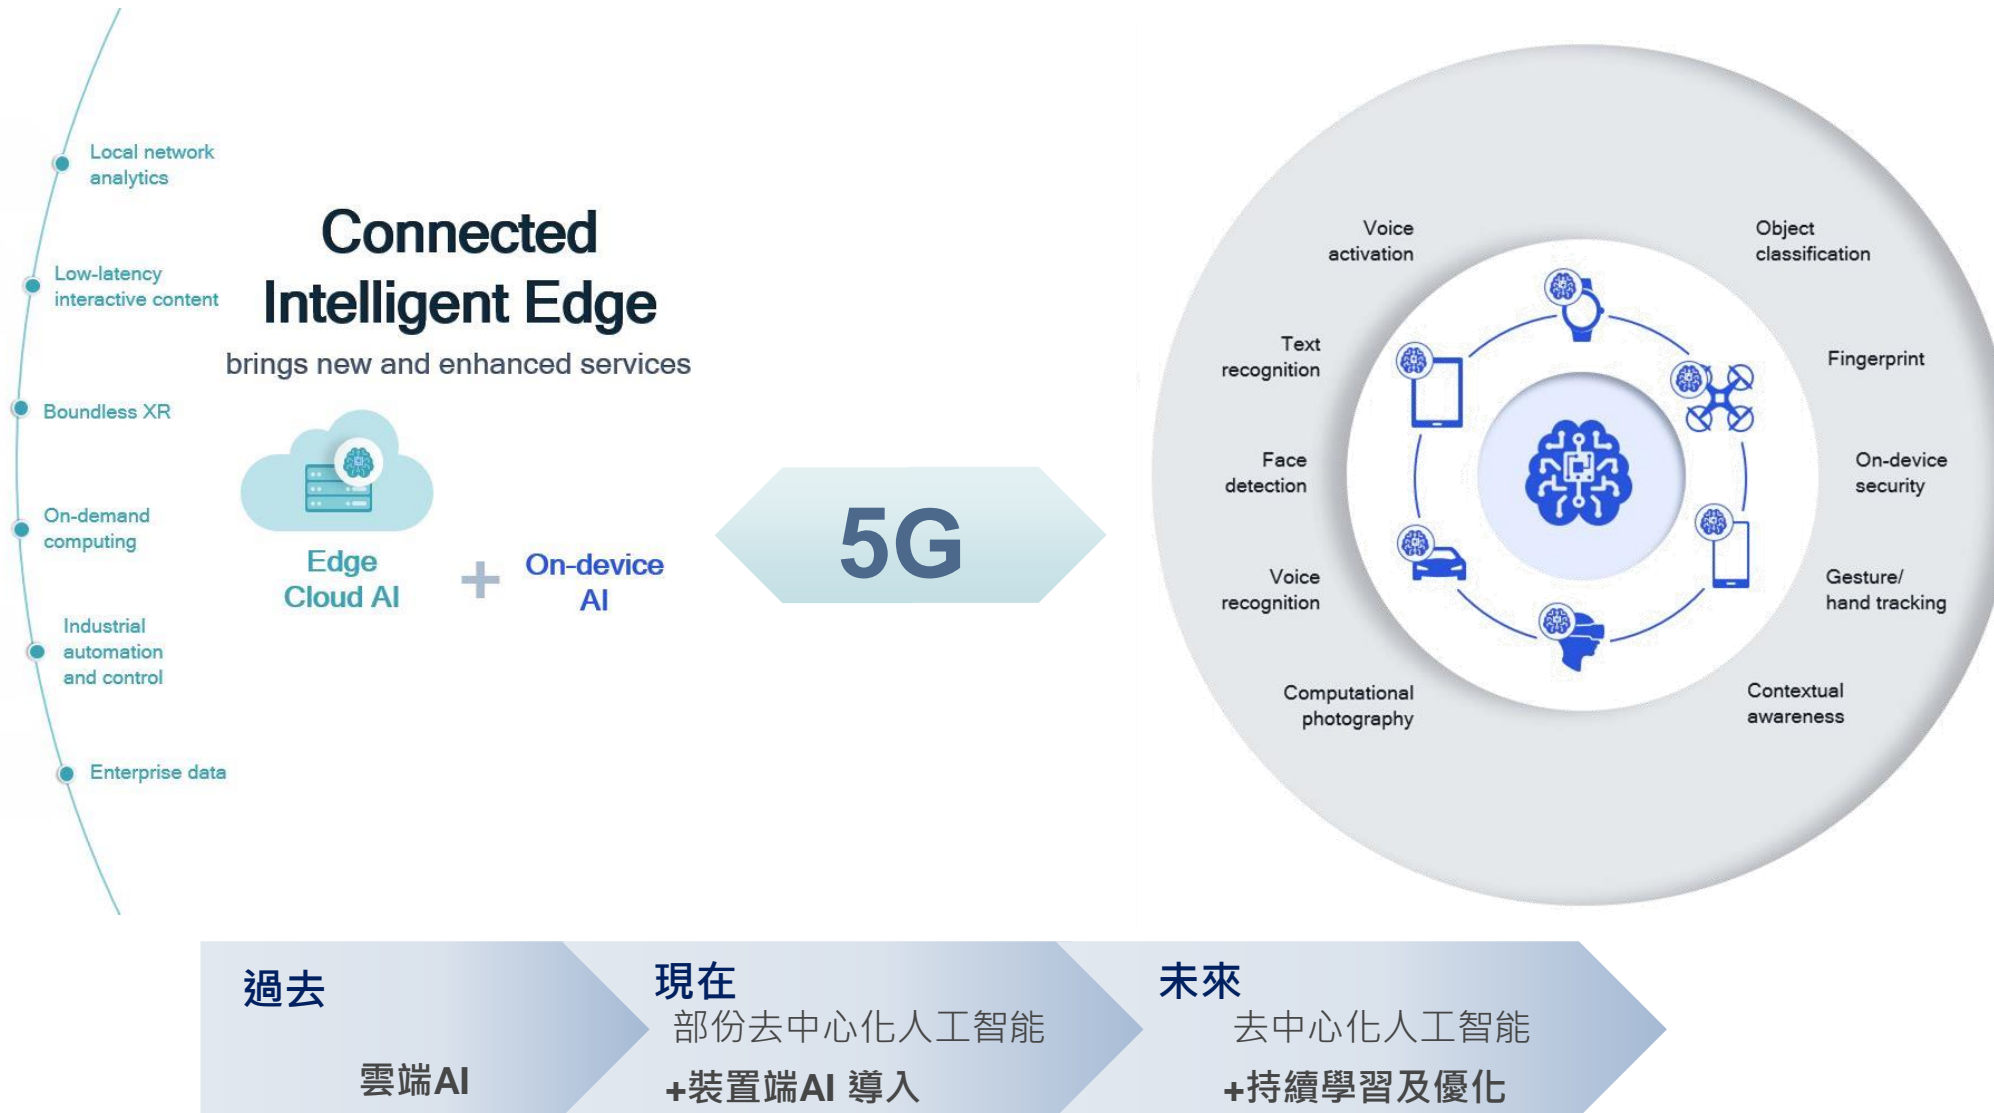 Local network
analytics
Low-latency
interactive content
Boundless XR
On-demand
computing
Industrial
automation
and control
Enterprise data
Connected
Intelligent Edge
brings new and enhanced services
Edge
Cloud AI
+
On-device
AI
5G
Voice
activation
Text
recognition
Face
detection
Voice
recognition
Computational
photography
Object
classification
Fingerprint
On-device
security
Gesture/
hand tracking
Contextual
awareness
過去
雲端AI
現在
部份去中心化人工智能
+裝置端AI 導入
未來
去中心化人工智能
+持續學習及優化